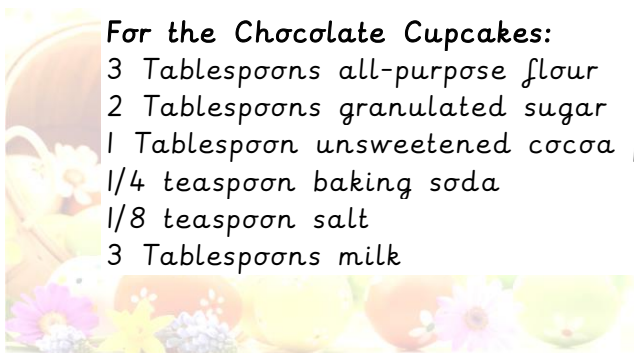 For the Chocolate Cupcakes:
3 Tablespoons all-purpose flour
2 Tablespoons granulated sugar
1 Tablespoon unsweetened cocoa
1/4 teaspoon baking soda
1/8 teaspoon salt
3 Tablespoons milk